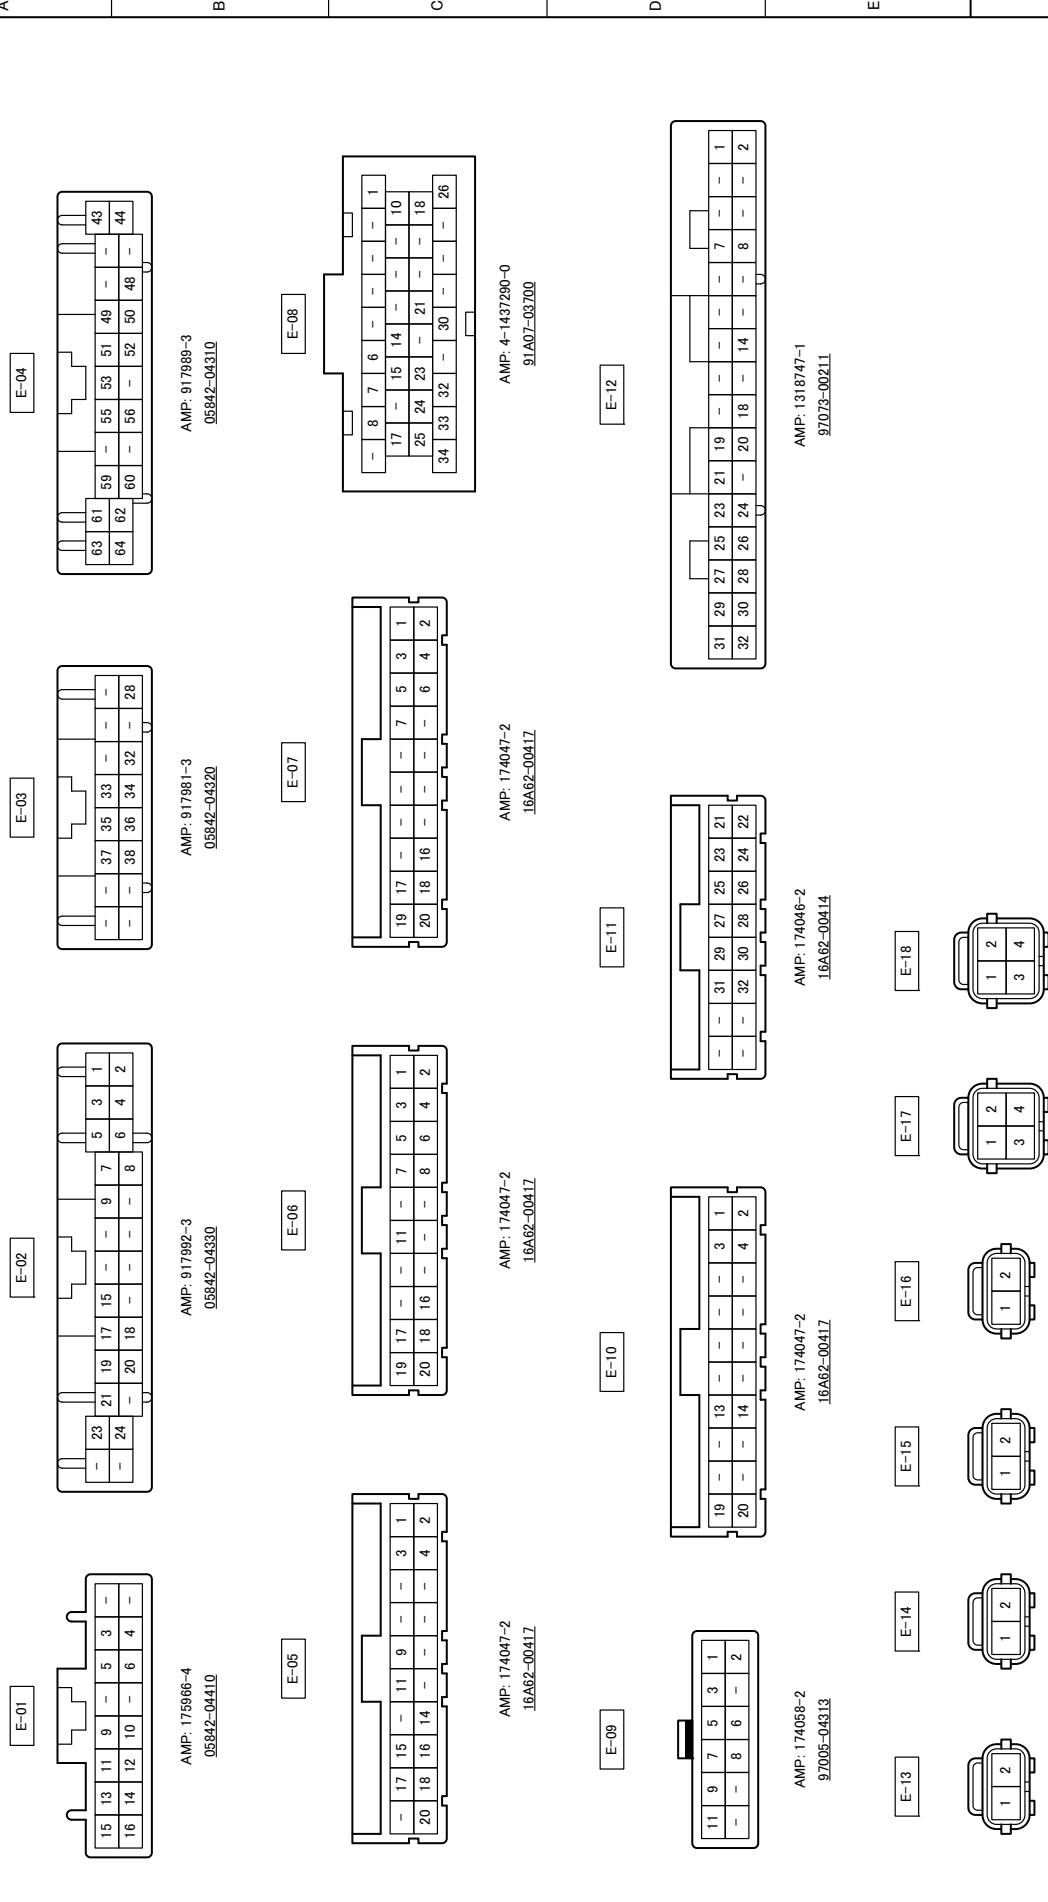 A
E-01
15 13 11 9 - 5 3 -
16 14 12 10 - 6 4 -
AMP: 175966-4
05842-04410
E-02
- 23 21 19 17 15 - - 9 7 5 3 1
- 24 - 20 18 - - - - 8 6 4 2
AMP: 917992-3
05842-04330
E-03
- - 37 35 33 - - -
- - 38 36 34 32 - 28
AMP: 917981-3
05842-04320
E-04
63 61 59 - 55 53 51 49 - - 43
64 62 60 - 56 - 52 50 48 - 44
AMP: 917989-3
05842-04310
B
E-05
- 17 15 - 11 9 - - 3 1
20 18 16 14 - - - - 4 2
AMP: 174047-2
16A62-00417
E-06
19 17 - - 11 - 7 5 3 1
20 18 16 - - - 8 6 4 2
AMP: 174047-2
16A62-00417
E-07
19 17 - - - - 7 5 3 1
20 18 16 - - - - 6 4 2
AMP: 174047-2
16A62-00417
E-08
- 8 7 6 - - - - 1
17 - 15 14 - - - 10
25 24 23 - 21 - - 18
34 33 32 - 30 - - - 26
AMP: 4-1437290-0
91A07-03700
C
E-09
11 9 7 5 3 1
- - 8 6 - 2
AMP: 174058-2
97005-04313
E-10
19 - - 13 - - - - 3 1
20 - - 14 - - - - 4 2
AMP: 174047-2
16A62-00417
E-11
- - 31 29 27 25 23 21
- - 32 30 28 26 24 22
AMP: 174046-2
16A62-00414
E-12
31 29 27 25 23 21 19 - - - - - 7 - - 1
32 30 28 26 24 - 20 18 - 14 - - 8 - - 2
AMP: 1318747-1
97073-00211
D
E-13
1 2
E-14
1 2
E-15
1 2
E-16
1 2
E-17
1 2
3 4
E-18
1 2
3 4
E